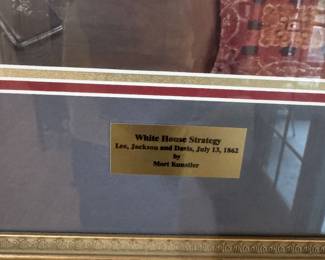 White House Strategy
Lee, Jackson and Davis, July 13, 1862
by
Mort Kunstler